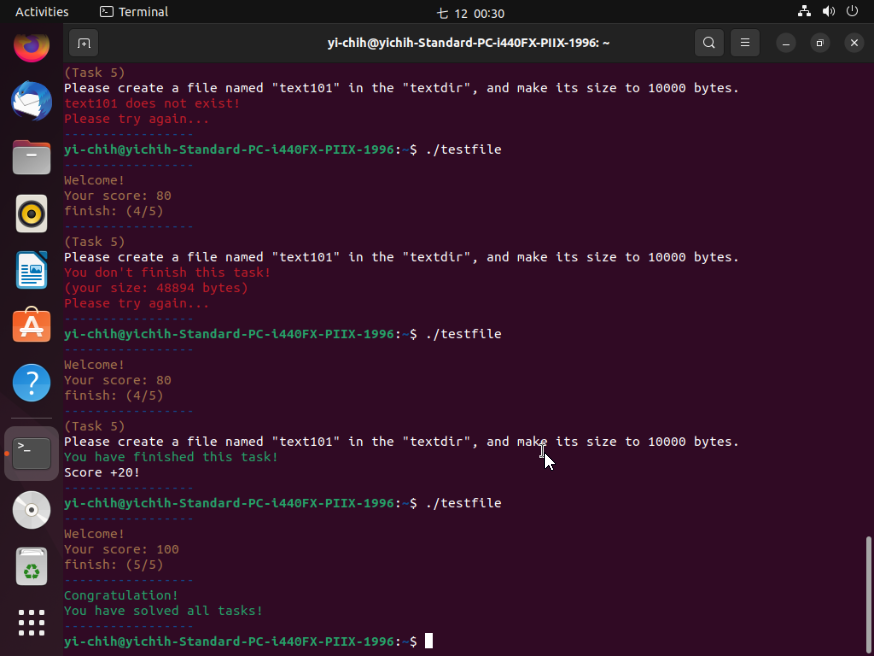 Activities
Terminal
七 12 00:30
yi-chih@yichih-Standard-PC-i440FX-PIIX-1996: ~
(Task 5)
Please create a file named "text101" in the "textdir", and make its size to 10000 bytes.
text101 does not exist!
Please try again...
------------------
yi-chih@yichih-Standard-PC-i440FX-PIIX-1996:~$ ./testfile
------------------
Welcome!
Your score: 80
finish: (4/5)
------------------
(Task 5)
Please create a file named "text101" in the "textdir", and make its size to 10000 bytes.
You don't finish this task!
(your size: 48894 bytes)
Please try again...
------------------
yi-chih@yichih-Standard-PC-i440FX-PIIX-1996:~$ ./testfile
------------------
Welcome!
Your score: 80
finish: (4/5)
------------------
(Task 5)
Please create a file named "text101" in the "textdir", and make its size to 10000 bytes.
You have finished this task!
Score +20!
------------------
yi-chih@yichih-Standard-PC-i440FX-PIIX-1996:~$ ./testfile
------------------
Welcome!
Your score: 100
finish: (5/5)
------------------
Congratulation!
You have solved all tasks!
------------------
yi-chih@yichih-Standard-PC-i440FX-PIIX-1996:~$